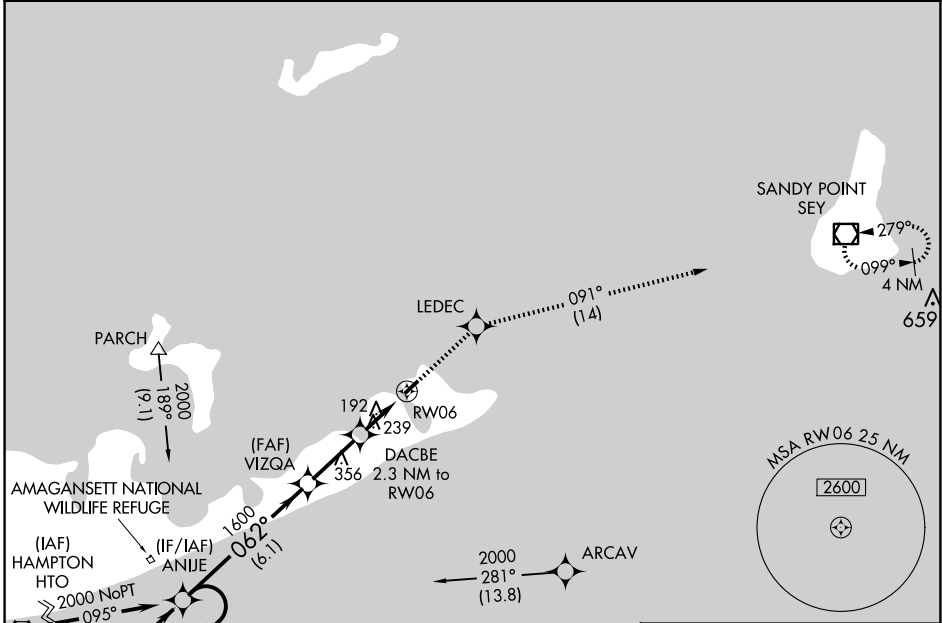 SANDY POINT
SEY
279°
099°
4 NM
659
LEDEC
091°
(14)
PARCH
2000
189°
(9.1)
192
239
RW06
(FAF)
VIZQA
356
DACBE
2.3 NM to
RW06
MSA RW06 25 NM
2600
AMAGANSETT NATIONAL
WILDLIFE REFUGE
1600
062°
(6.1)
(IAF)
HAMPTON
HTO
(IF/IAF)
ANIJE
2000 NoPT
095°
ARCAV
2000
281°
(13.8)